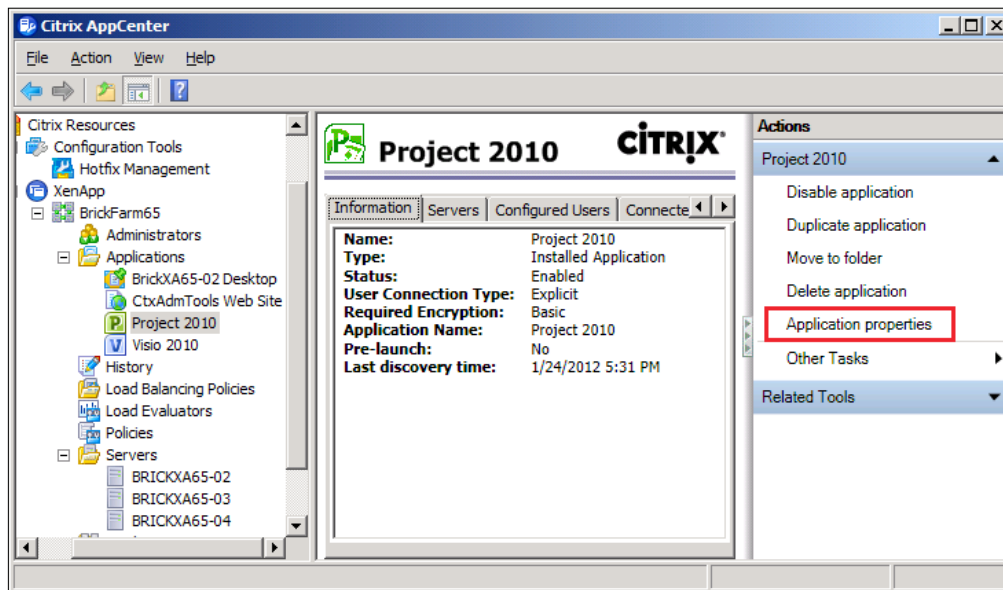 Citrix AppCenter
File Action View Help
Citrix Resources
Configuration Tools
Hotfix Management
XenApp
BrickFarm65
Administrators
Applications
BrickXA65-02 Desktop
CtxAdmTools Web Site
Project 2010
Visio 2010
History
Load Balancing Policies
Load Evaluators
Policies
Servers
BRICKXA65-02
BRICKXA65-03
BRICKXA65-04
Project 2010
CITRIX
Information Servers Configured Users Connecte
Name: Project 2010
Type: Installed Application
Status: Enabled
User Connection Type: Explicit
Required Encryption: Basic
Application Name: Project 2010
Pre-launch: No
Last discovery time: 1/24/2012 5:31 PM
Actions
Project 2010
Disable application
Duplicate application
Move to folder
Delete application
Application properties
Other Tasks
Related Tools